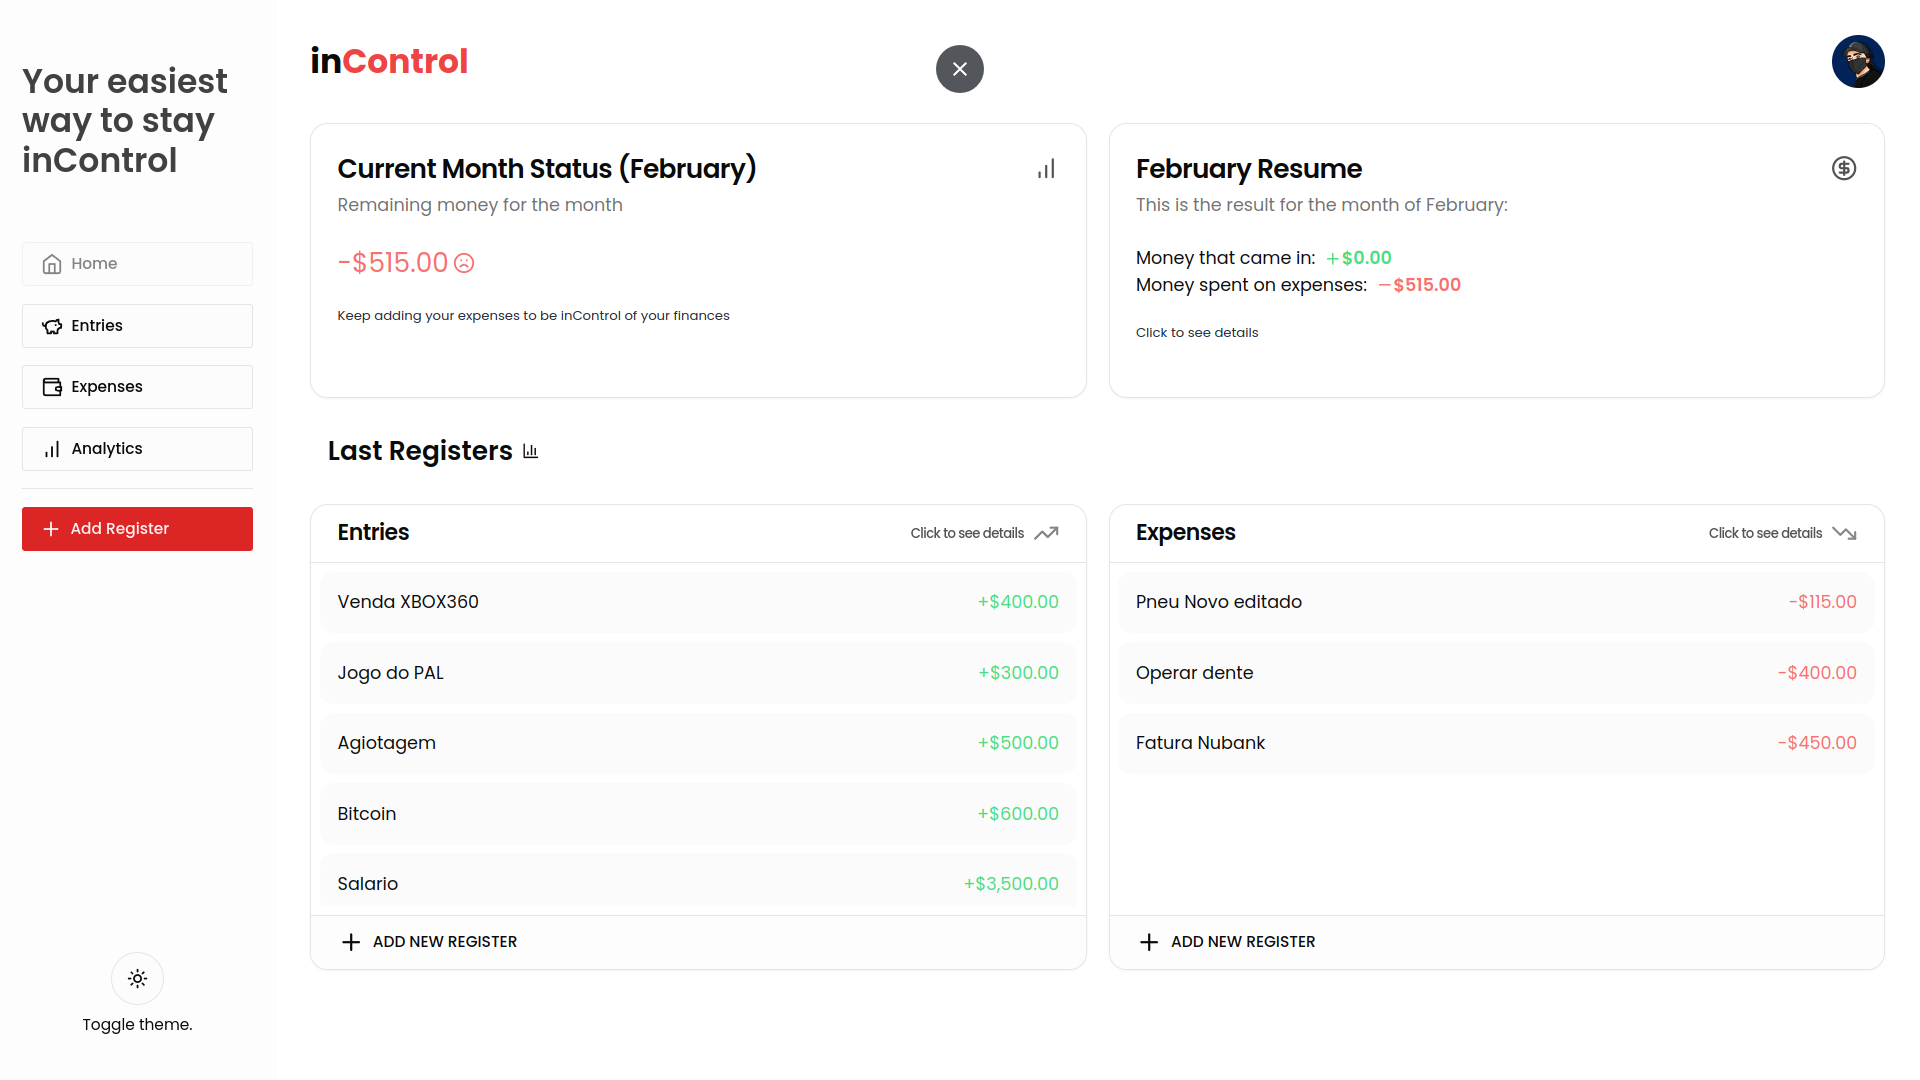 Your easiest
way to stay
inControl
Home
Entries
Expenses
Analytics
Add Register
Toggle theme.
inControl
Current Month Status (February)
Remaining money for the month
-$515.00
Keep adding your expenses to be inControl of your finances
February Resume
This is the result for the month of February:
Money that came in: +$0.00
Money spent on expenses: -$515.00
Click to see details
Last Registers
Entries
Click to see details
Venda XBOX360 +$400.00
Jogo do PAL +$300.00
Agiotagem +$500.00
Bitcoin +$600.00
Salario +$3,500.00
ADD NEW REGISTER
Expenses
Click to see details
Pneu Novo editado -$115.00
Operar dente -$400.00
Fatura Nubank -$450.00
ADD NEW REGISTER